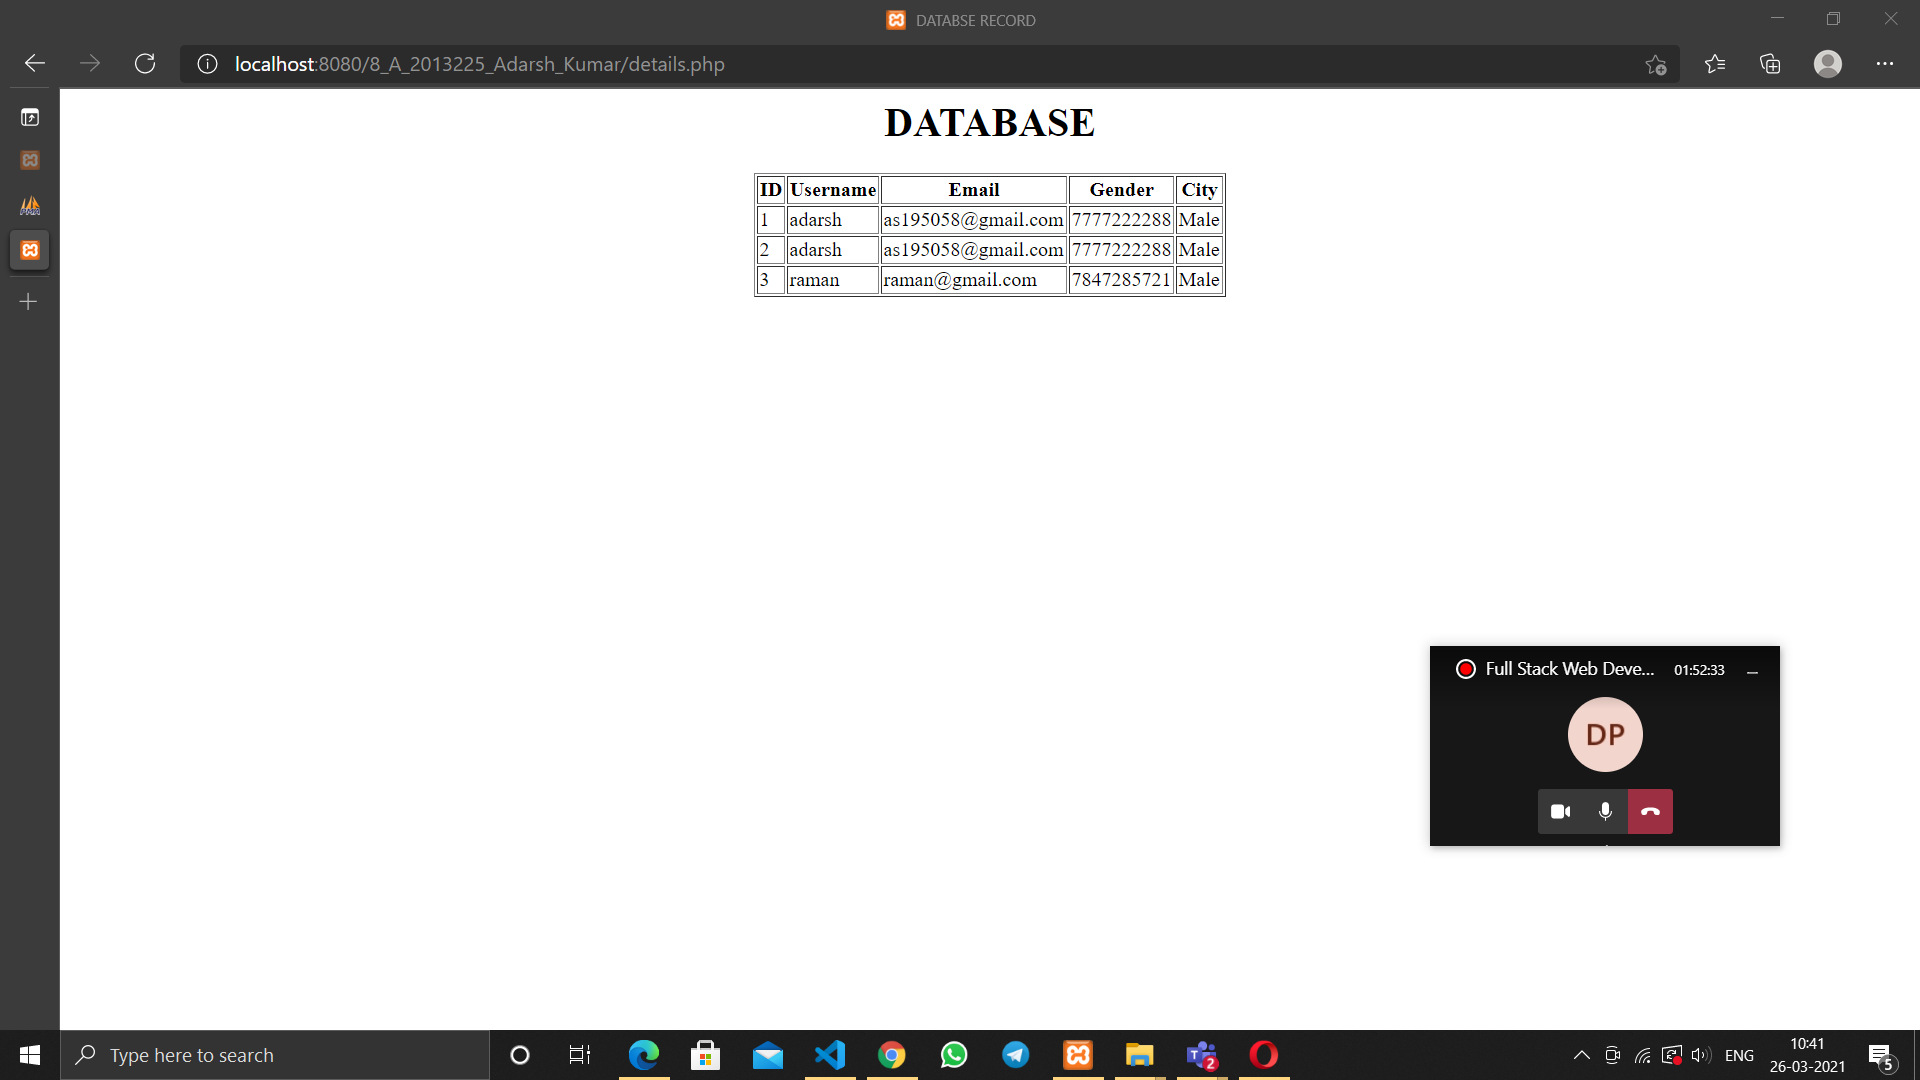 DATABSE RECORD
localhost:8080/8_A_2013225_Adarsh_Kumar/details.php
DATABASE
ID Username Email Gender City
1 adarsh as195058@gmail.com 7777222288 Male
2 adarsh as195058@gmail.com 7777222288 Male
3 raman raman@gmail.com 7847285721 Male
Full Stack Web Deve... 01:52:33
DP
Type here to search
2
ENG
10:41
26-03-2021
5